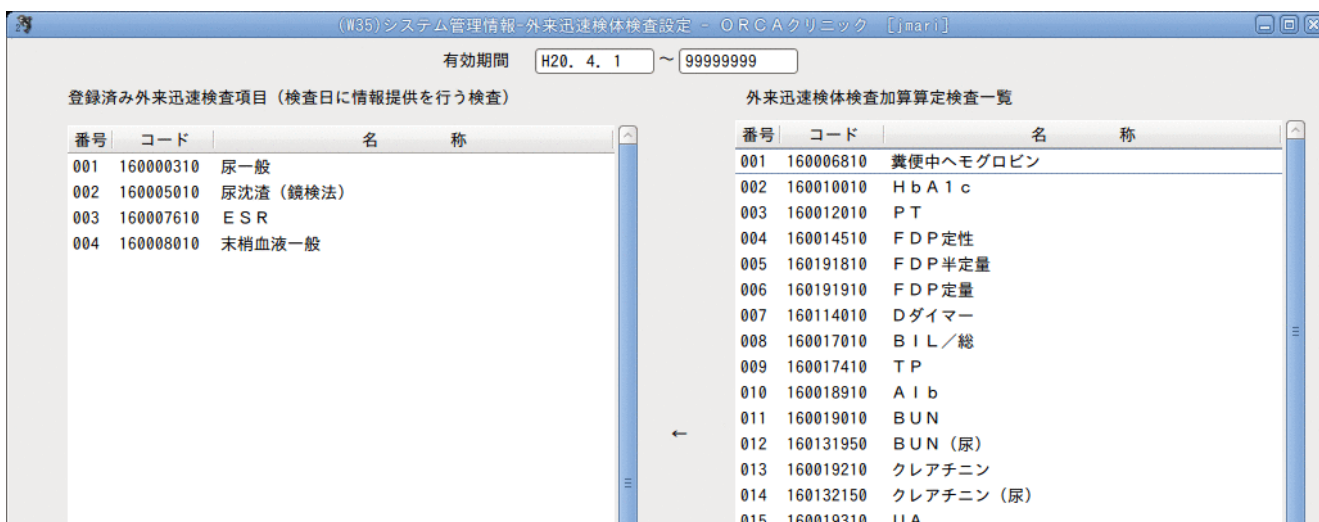 (W35)システム管理情報-外来迅速検体検査設定 - ORCAクリニック [jmari]
有効期間 H20. 4. 1 ～ 99999999
登録済み外来迅速検査項目（検査日に情報提供を行う検査）
番号 コード 名 称
001 160000310 尿一般
002 160005010 尿沈渣（鏡検法）
003 160007610 ＥＳＲ
004 160008010 末梢血液一般
←
外来迅速検体検査加算算定検査一覧
番号 コード 名 称
001 160006810 糞便中ヘモグロビン
002 160010010 ＨｂＡ１ｃ
003 160012010 ＰＴ
004 160014510 ＦＤＰ定性
005 160191810 ＦＤＰ半定量
006 160191910 ＦＤＰ定量
007 160114010 Ｄダイマー
008 160017010 ＢＩＬ／総
009 160017410 ＴＰ
010 160018910 Ａｌｂ
011 160019010 ＢＵＮ
012 160131950 ＢＵＮ（尿）
013 160019210 クレアチニン
014 160132150 クレアチニン（尿）
015 160019310 ＵＡ